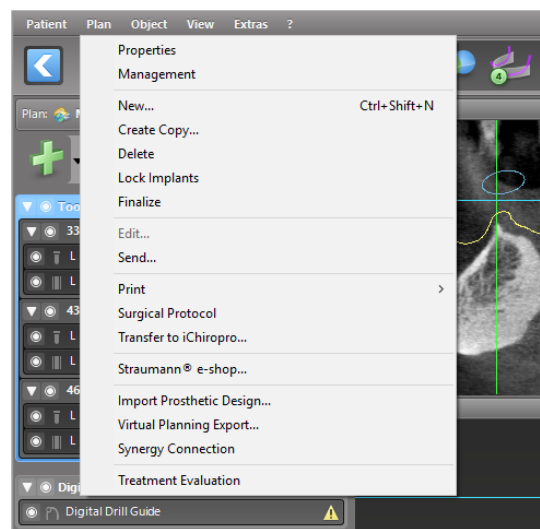 Patient Plan Object View Extras ?
Properties
Management
4
Plan:
New... Ctrl+Shift+N
Create Copy...
Delete
Lock Implants
Finalize
Too
33
Edit...
L
Send...
L
Print
43
Surgical Protocol
L
Transfer to iChiropro...
L
Straumann® e-shop...
46
Import Prosthetic Design...
L
Virtual Planning Export...
L
Synergy Connection
Treatment Evaluation
Digi
Digital Drill Guide